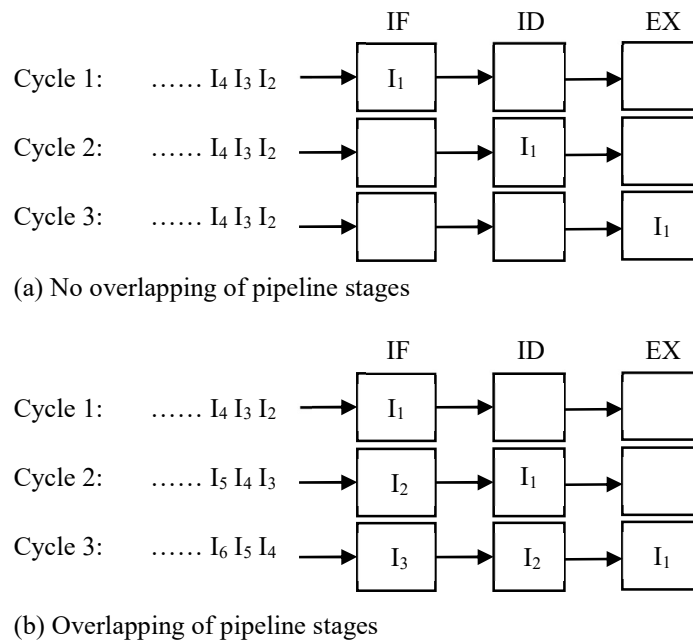 IF ID EX
Cycle 1: …… I₄ I₃ I₂ I₁
Cycle 2: …… I₄ I₃ I₂ I₁
Cycle 3: …… I₄ I₃ I₂ I₁
(a) No overlapping of pipeline stages
IF ID EX
Cycle 1: …… I₄ I₃ I₂ I₁
Cycle 2: …… I₅ I₄ I₃ I₂ I₁
Cycle 3: …… I₆ I₅ I₄ I₃ I₂ I₁
(b) Overlapping of pipeline stages